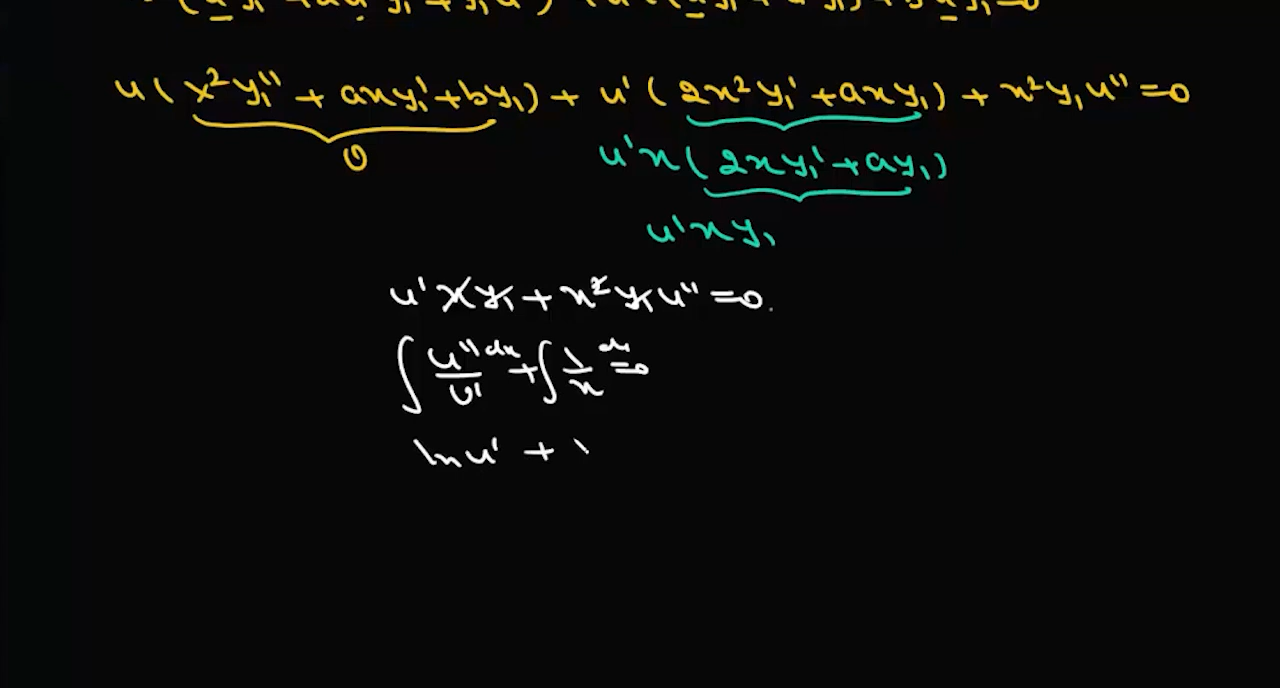 u(x²y₁'' + axy₁' + by₁) + u'(2x²y₁' + axy₁) + x²y₁u'' = 0
0
u'x(2xy₁' + ay₁)
u'xy₁
u'xy₁ + x²y₁u'' = 0.
∫ u''/u' dx + ∫ 1/x dx = 0
ln u' + \